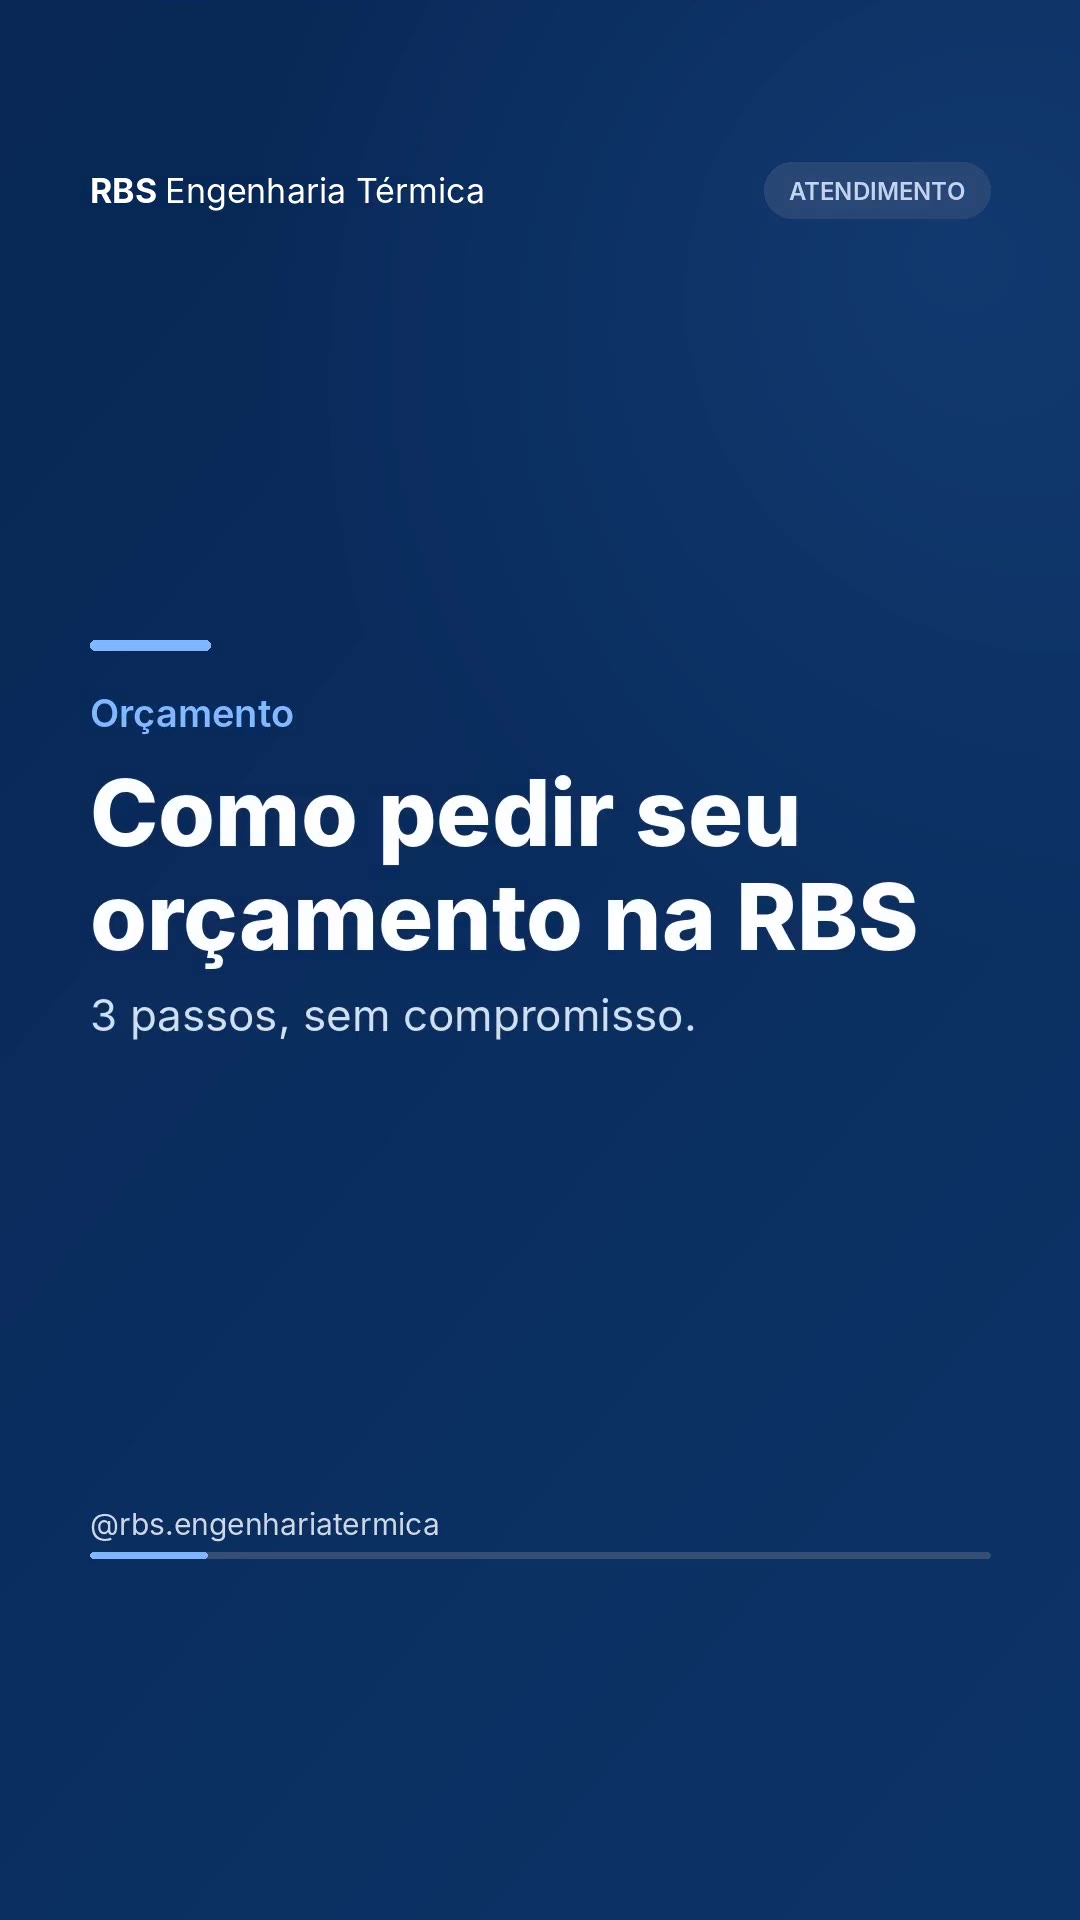 RBS Engenharia Térmica
ATENDIMENTO
Orçamento
Como pedir seu
orçamento na RBS
3 passos, sem compromisso.
@rbs.engenhariatermica